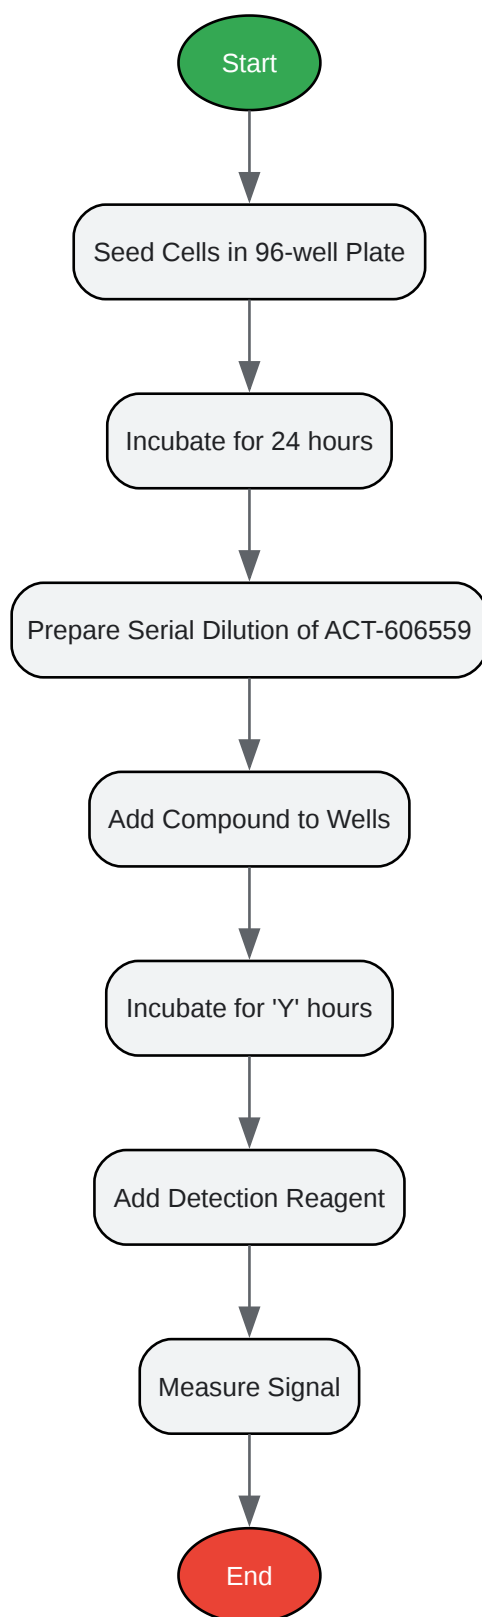 Start
Seed Cells in 96-well Plate
Incubate for 24 hours
Prepare Serial Dilution of ACT-606559
Add Compound to Wells
Incubate for 'Y' hours
Add Detection Reagent
Measure Signal
End